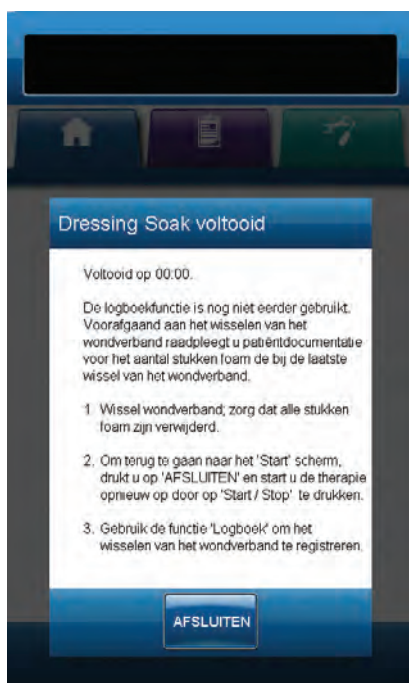 Dressing Soak voltooid
Voltooid op 00:00.
De logboekfunctie is nog niet eerder gebruikt.
Voorafgaand aan het wisselen van het
wondverband raadpleegt u patiëntdocumentatie
voor het aantal stukken foam de bij de laatste
wissel van het wondverband.
1 Wissel wondverband; zorg dat alle stukken
foam zijn verwijderd.
2. Om terug te gaan naar het 'Start' scherm,
drukt u op 'AFSLUITEN' en start u de therapie
opnieuw op door op 'Start / Stop' te drukken.
3. Gebruik de functie 'Logboek' om het
wisselen van het wondverband te registreren.
AFSLUITEN